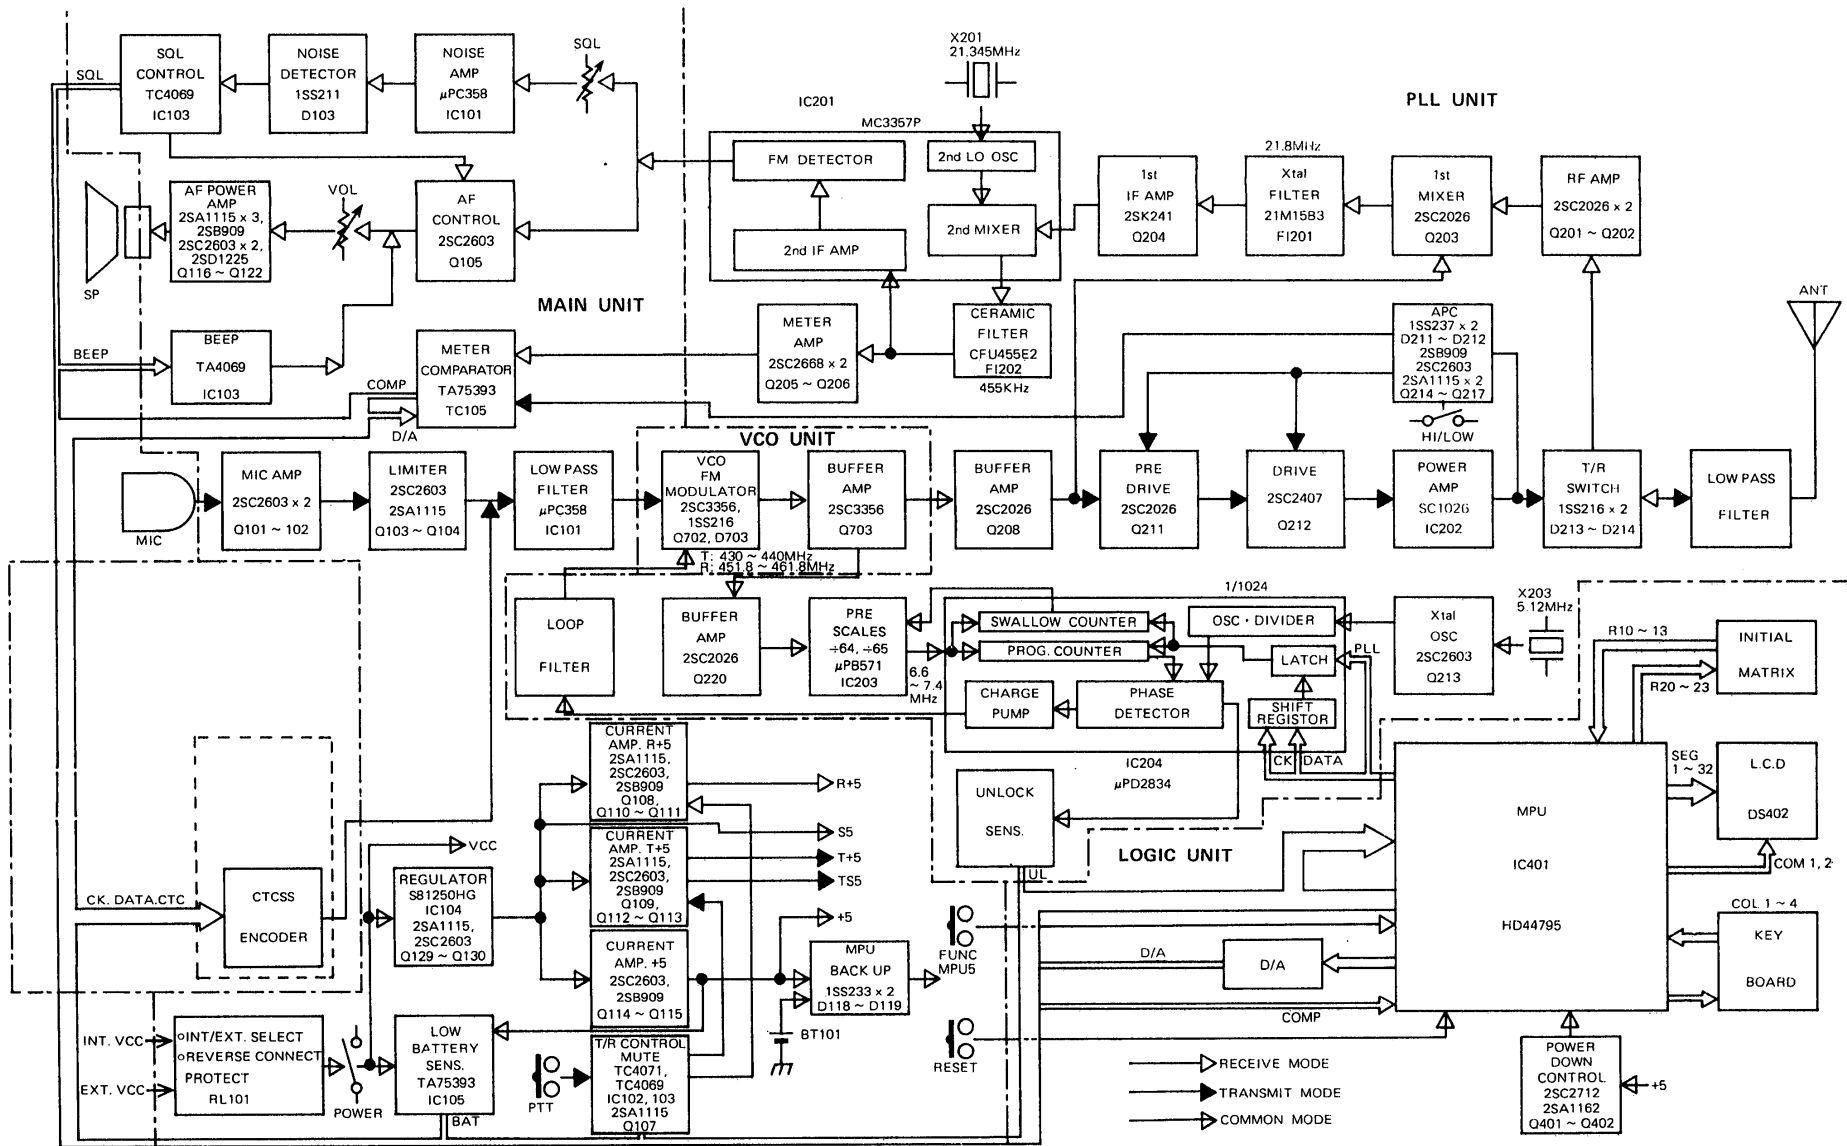 SQL
SQL
CONTROL
TC4069
IC103
NOISE
DETECTOR
1SS211
D103
NOISE
AMP
μPC358
IC101
SQL
X201
21.345MHz
IC201
MC3357P
FM DETECTOR
2nd LO OSC
2nd IF AMP
2nd MIXER
PLL UNIT
1st
IF AMP
2SK241
Q204
21.8MHz
Xtal
FILTER
21M15B3
FI201
1st
MIXER
2SC2026
Q203
RF AMP
2SC2026 x 2
Q201 ~ Q202
SP
AF POWER
AMP
2SA1115 x 3,
2SB909
2SC2603 x 2,
2SD1225
Q116 ~ Q122
VOL
AF
CONTROL
2SC2603
Q105
MAIN UNIT
BEEP
BEEP
TA4069
IC103
COMP
D/A
METER
COMPARATOR
TA75393
TC105
METER
AMP
2SC2668 x 2
Q205 ~ Q206
CERAMIC
FILTER
CFU455E2
FI202
455KHz
APC
1SS237 x 2
D211 ~ D212
2SB909
2SC2603
2SA1115 x 2
Q214 ~ Q217
HI/LOW
ANT
MIC
MIC AMP
2SC2603 x 2
Q101 ~ 102
LIMITER
2SC2603
2SA1115
Q103 ~ Q104
LOW PASS
FILTER
μPC358
IC101
VCO UNIT
VCO
FM
MODULATOR
2SC3356,
1SS216
Q702, D703
T: 430 ~ 440MHz
R: 451.8 ~ 461.8MHz
BUFFER
AMP
2SC3356
Q703
BUFFER
AMP
2SC2026
Q208
PRE
DRIVE
2SC2026
Q211
DRIVE
2SC2407
Q212
POWER
AMP
SC1026
IC202
T/R
SWITCH
1SS216 x 2
D213 ~ D214
LOW PASS
FILTER
LOOP
FILTER
BUFFER
AMP
2SC2026
Q220
PRE
SCALES
÷64, ÷65
μPB571
IC203
6.6
~ 7.4
MHz
1/1024
SWALLOW COUNTER
PROG. COUNTER
OSC · DIVIDER
LATCH
PLL
CHARGE
PUMP
PHASE
DETECTOR
SHIFT
REGISTOR
CK
DATA
IC204
μPD2834
Xtal
OSC
2SC2603
Q213
X203
5.12MHz
R10 ~ 13
R20 ~ 23
INITIAL
MATRIX
CURRENT
AMP. R+5
2SA1115,
2SC2603,
2SB909
Q108,
Q110 ~ Q111
R+5
S5
CURRENT
AMP. T+5
2SA1115,
2SC2603,
2SB909
Q109,
Q112 ~ Q113
T+5
TS5
UNLOCK
SENS.
UL
LOGIC UNIT
MPU
IC401
HD44795
SEG
1 ~ 32
L.C.D
DS402
COM 1, 2
COL 1 ~ 4
KEY
BOARD
CK. DATA.CTC
CTCSS
ENCODER
VCC
REGULATOR
S81250HG
IC104
2SA1115,
2SC2603
Q129 ~ Q130
CURRENT
AMP. +5
2SC2603,
2SB909
Q114 ~ Q115
+5
MPU
BACK UP
1SS233 x 2
D118 ~ D119
FUNC
MPU5
D/A
D/A
COMP
INT. VCC
EXT. VCC
INT/EXT. SELECT
REVERSE CONNECT
PROTECT
RL101
POWER
LOW
BATTERY
SENS.
TA75393
IC105
BAT
PTT
T/R CONTROL
MUTE
TC4071,
TC4069
IC102, 103
2SA1115
Q107
BT101
RESET
RECEIVE MODE
TRANSMIT MODE
COMMON MODE
POWER
DOWN
CONTROL
2SC2712
2SA1162
Q401 ~ Q402
+5